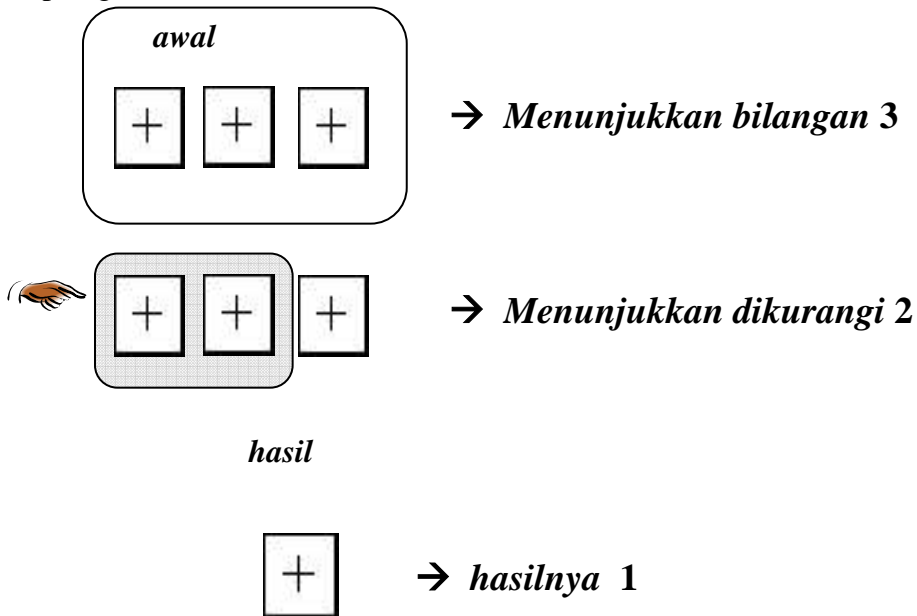 awal
+ + + → Menunjukkan bilangan 3
+ + + → Menunjukkan dikurangi 2
hasil
+ → hasilnya 1